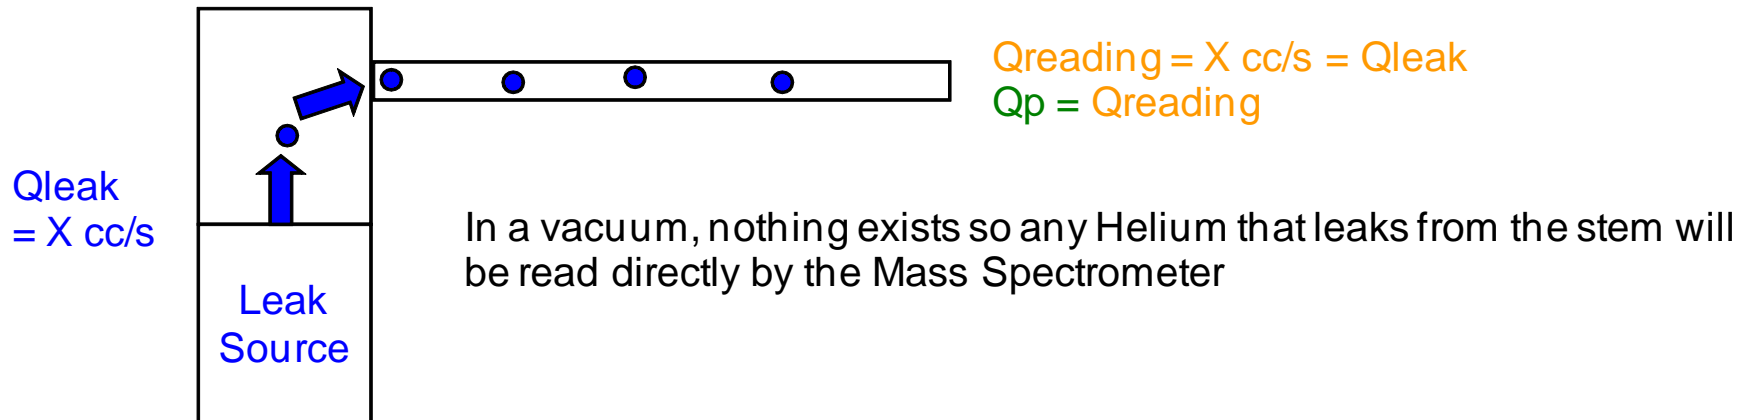 Qreading = X cc/s = Qleak
Qp = Qreading
Qleak
= X cc/s
In a vacuum, nothing exists so any Helium that leaks from the stem will
be read directly by the Mass Spectrometer
Leak
Source